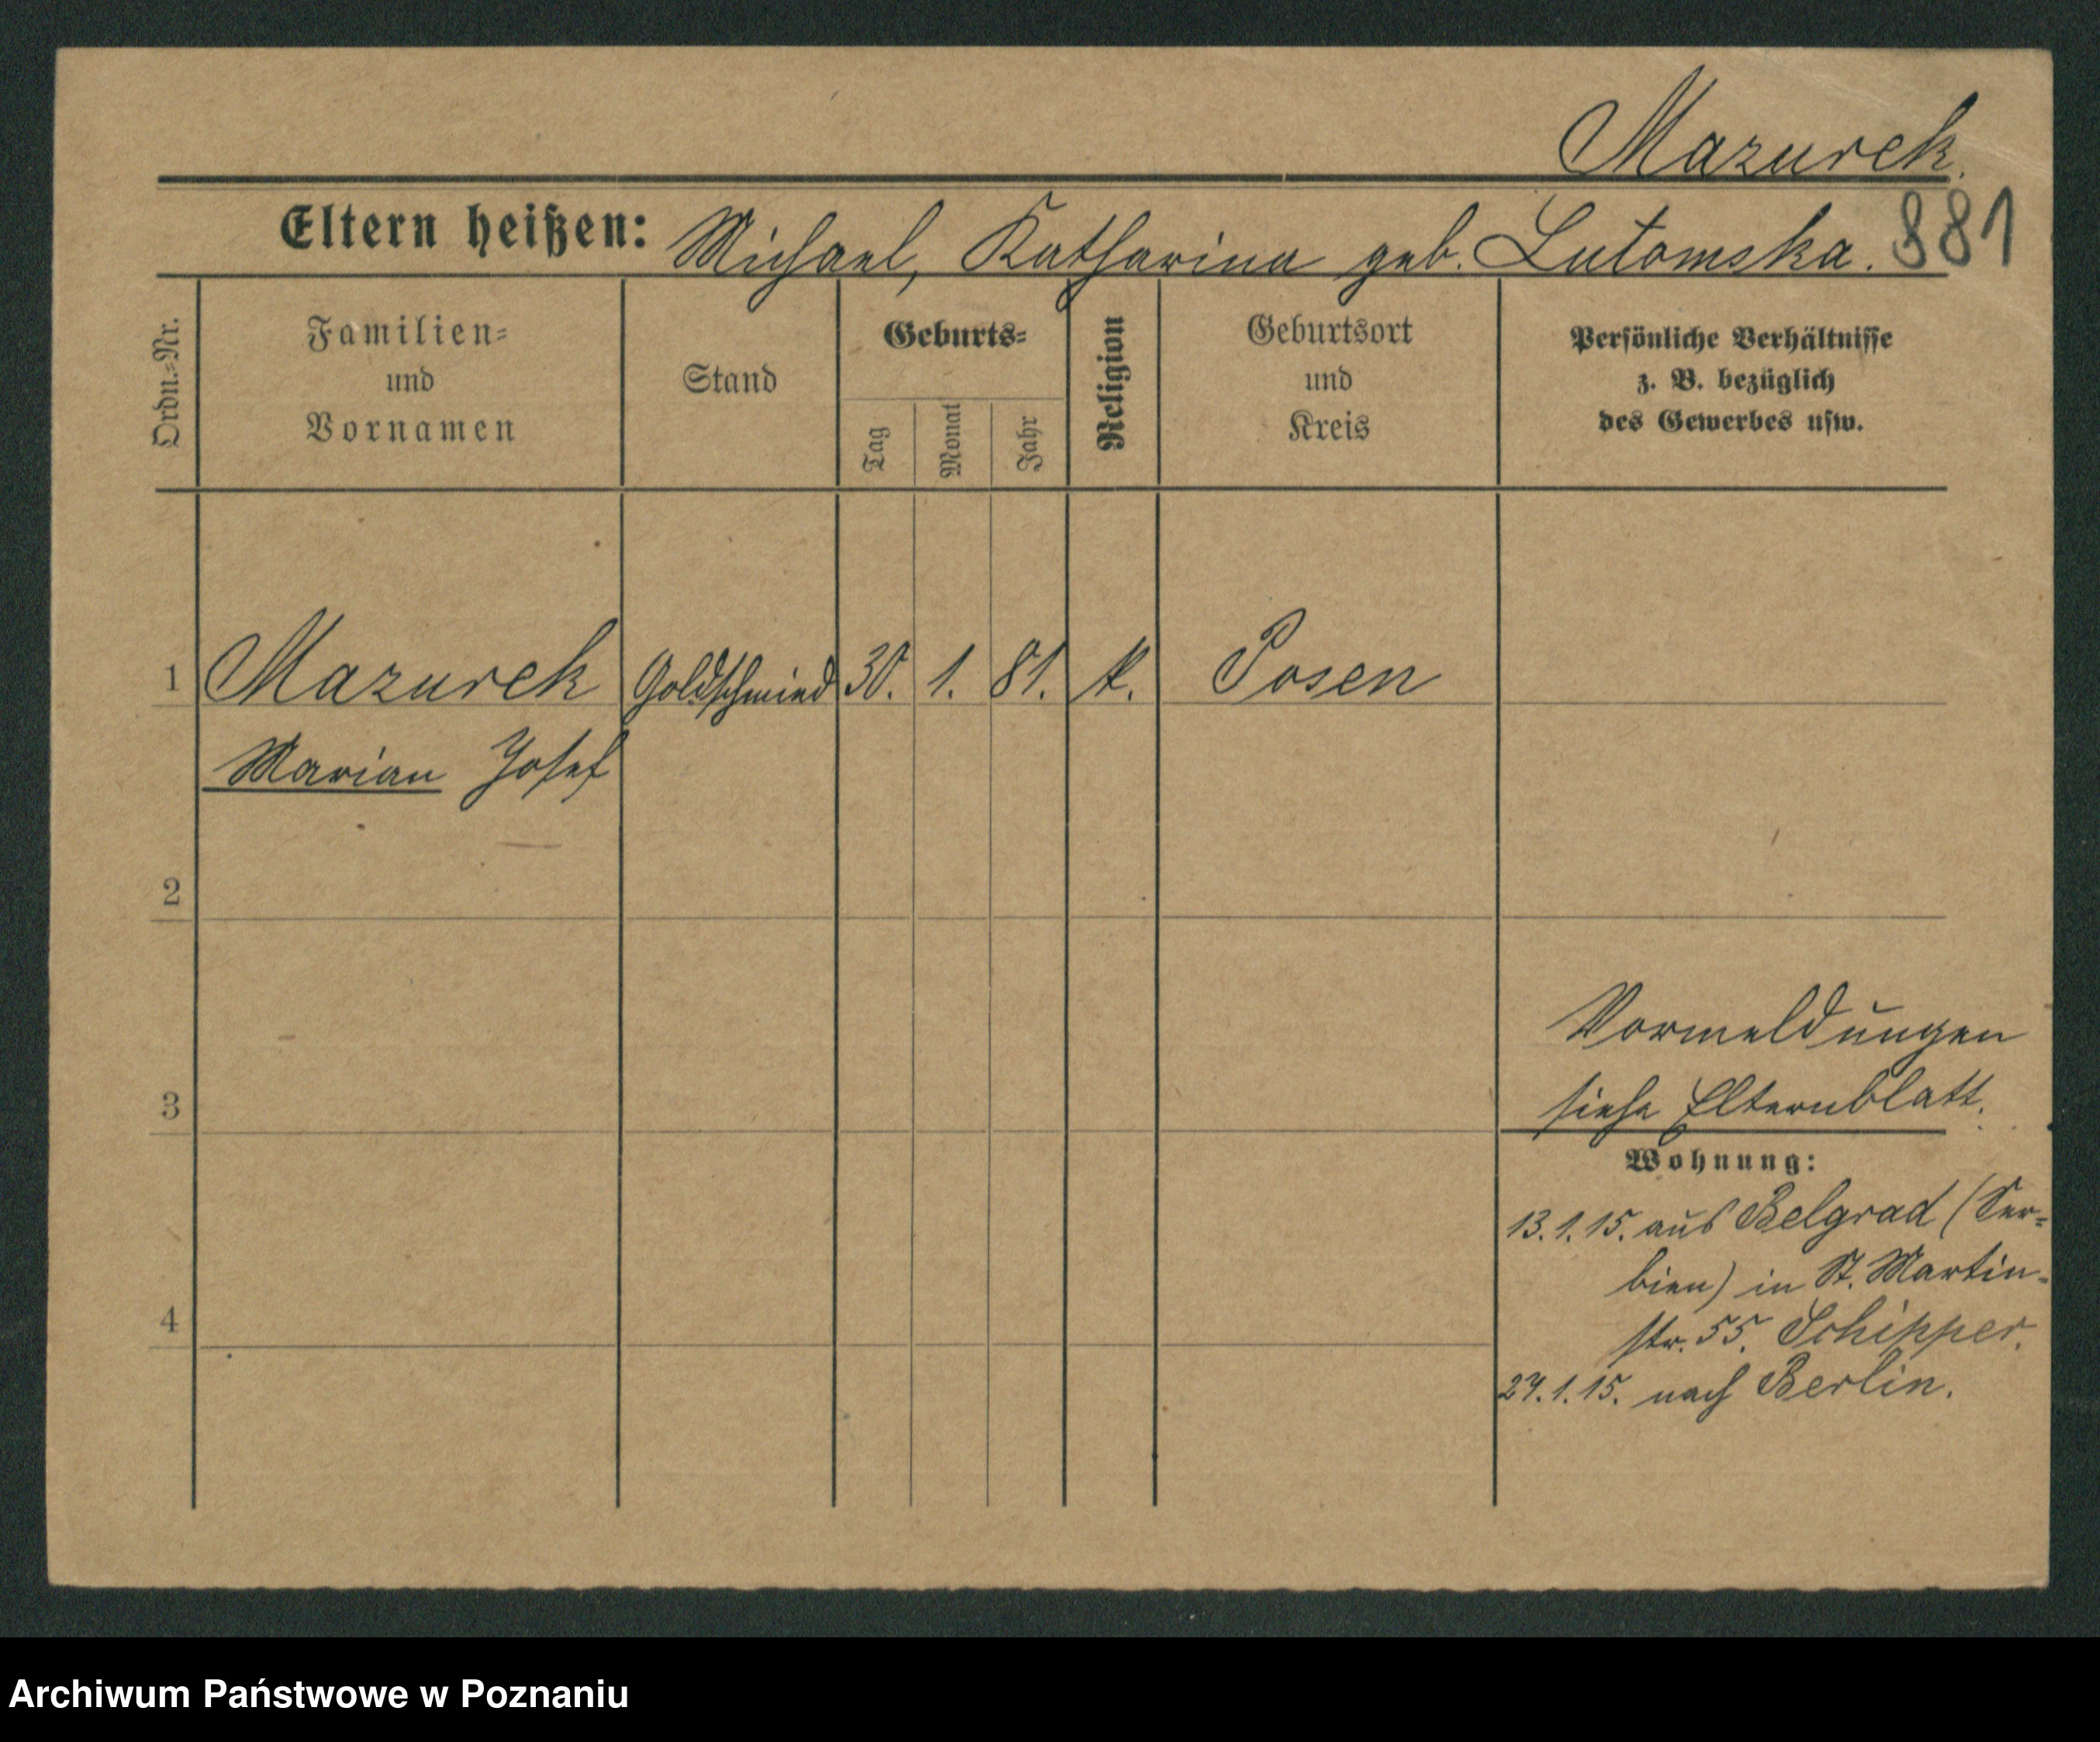 Mazurek.
Eltern heißen: Michael, Katharina geb. Lutomska. 881
Ordn.-Nr.
Familien-
und
Vornamen
Stand
Geburts-
Tag
Monat
Jahr
Religion
Geburtsort
und
Kreis
Persönliche Verhältnisse
z. B. bezüglich
des Gewerbes usw.
1 Mazurek Goldschmied 30. 1. 81. k. Posen
Marian Josef
2
Vormeldungen
3 siehe Elternblatt.
Wohnung:
13.1.15. aus Belgrad (Ser-
bien) in St. Martin-
4 str. 55. Schipper.
27.1.15. nach Berlin.
Archiwum Państwowe w Poznaniu